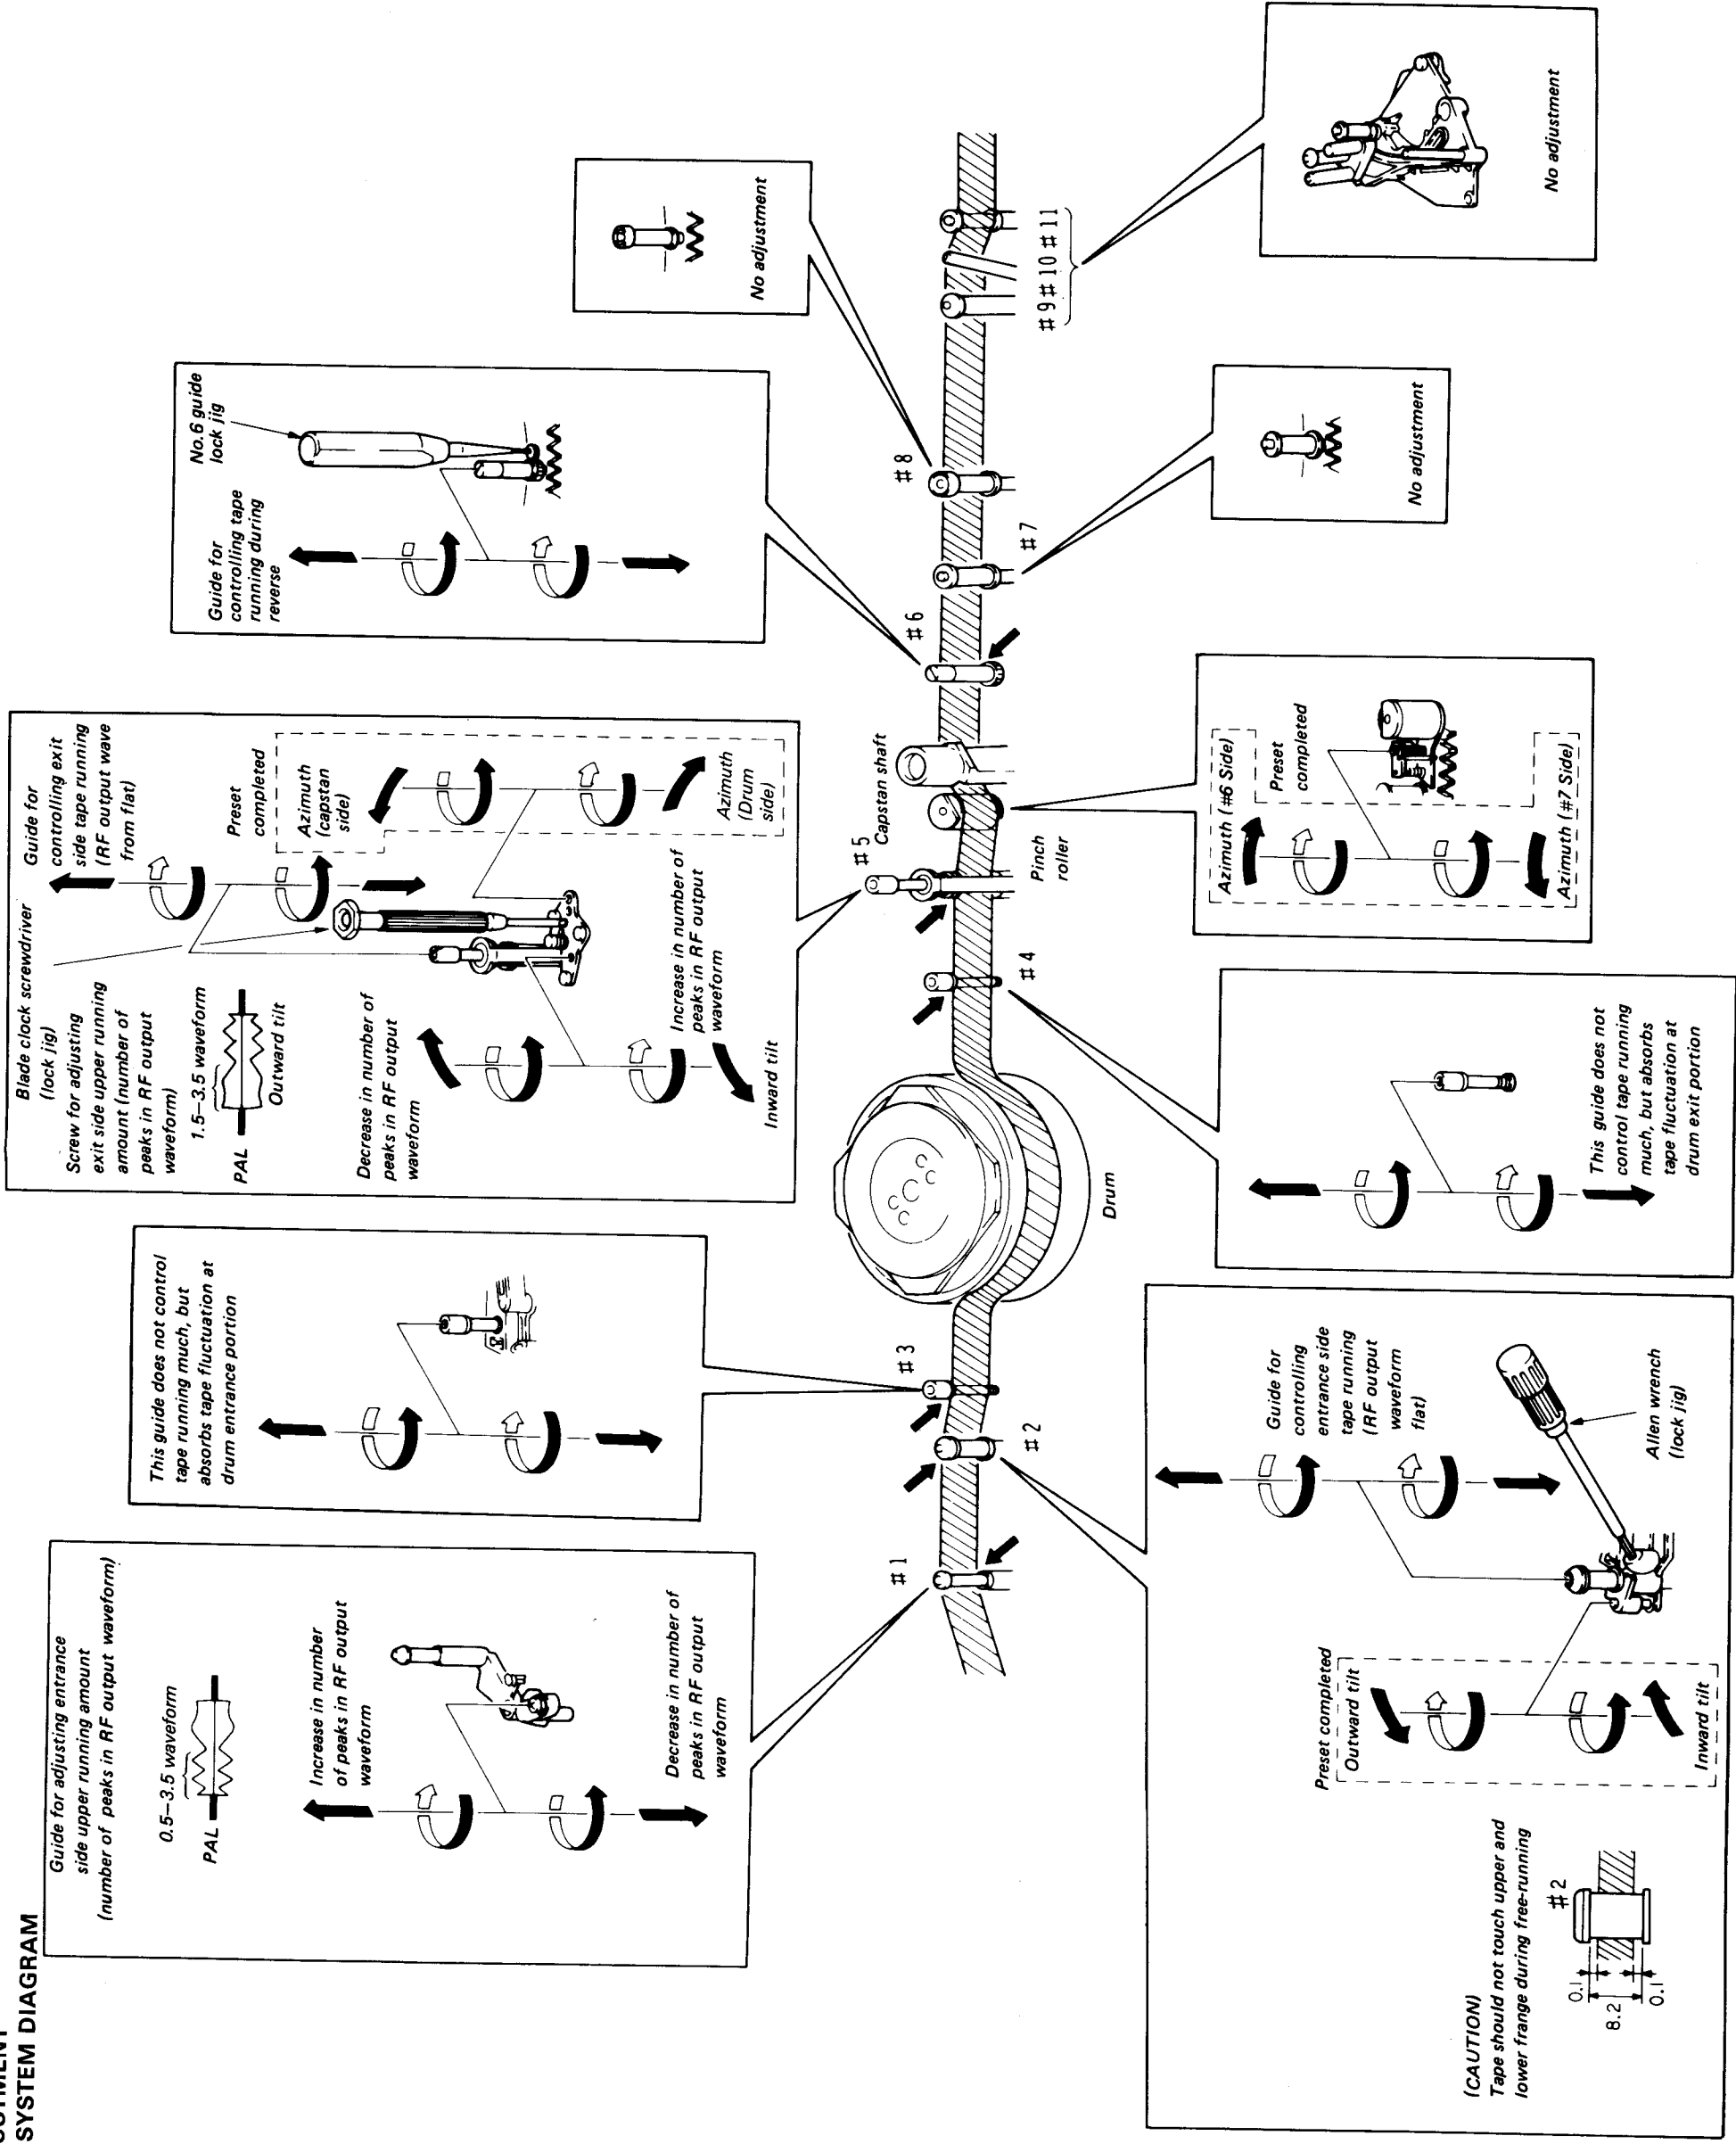 SYSTEM DIAGRAM
Guide for adjusting entrance
side upper running amount
(number of peaks in RF output waveform)
0.5–3.5 waveform
PAL
Increase in number
of peaks in RF output
waveform
Decrease in number of
peaks in RF output
waveform
This guide does not control
tape running much, but
absorbs tape fluctuation at
drum entrance portion
Blade clock screwdriver
(lock jig)
Screw for adjusting
exit side upper running
amount (number of
peaks in RF output
waveform)
1.5–3.5 waveform
PAL
Outward tilt
Decrease in number of
peaks in RF output
waveform
Increase in number of
peaks in RF output
waveform
Inward tilt
Guide for
controlling exit
side tape running
(RF output wave
from flat)
Preset
completed
Azimuth
(capstan
side)
Azimuth
(Drum
side)
Guide for
controlling tape
running during
reverse
No.6 guide
lock jig
No adjustment
#1
#2
#3
Drum
#4
#5
Capstan shaft
Pinch
roller
#6
#7
#8
#9 #10 #11
(CAUTION)
Tape should not touch upper and
lower frange during free-running
#2
0.1
8.2
0.1
Preset completed
Outward tilt
Inward tilt
Guide for
controlling
entrance side
tape running
(RF output
waveform
flat)
Allen wrench
(lock jig)
This guide does not
control tape running
much, but absorbs
tape fluctuation at
drum exit portion
Azimuth (#6 Side)
Preset
completed
Azimuth (#7 Side)
No adjustment
No adjustment